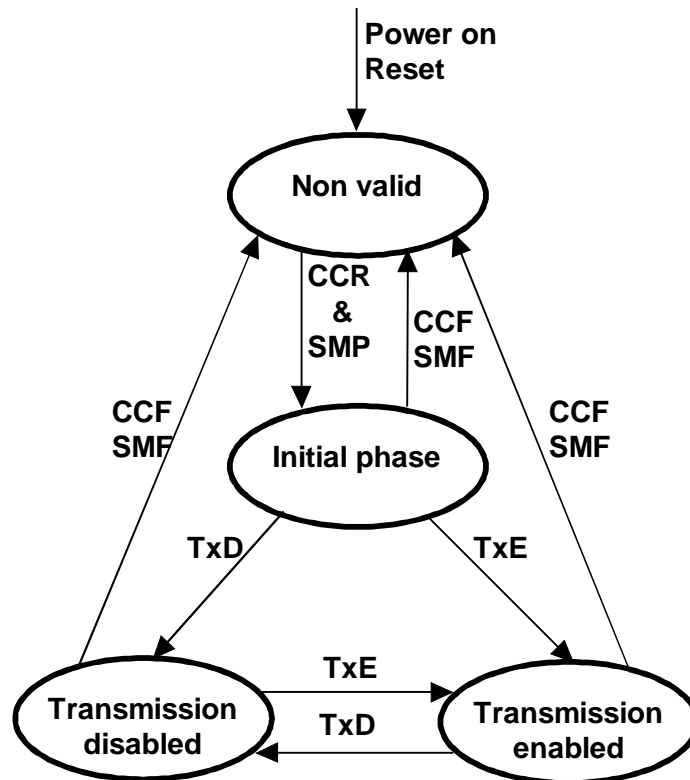 Power on
Reset
Non valid
CCR
&
SMP
CCF
SMF
CCF
SMF
CCF
SMF
Initial phase
TxD
TxE
TxE
Transmission
disabled
TxD
Transmission
enabled